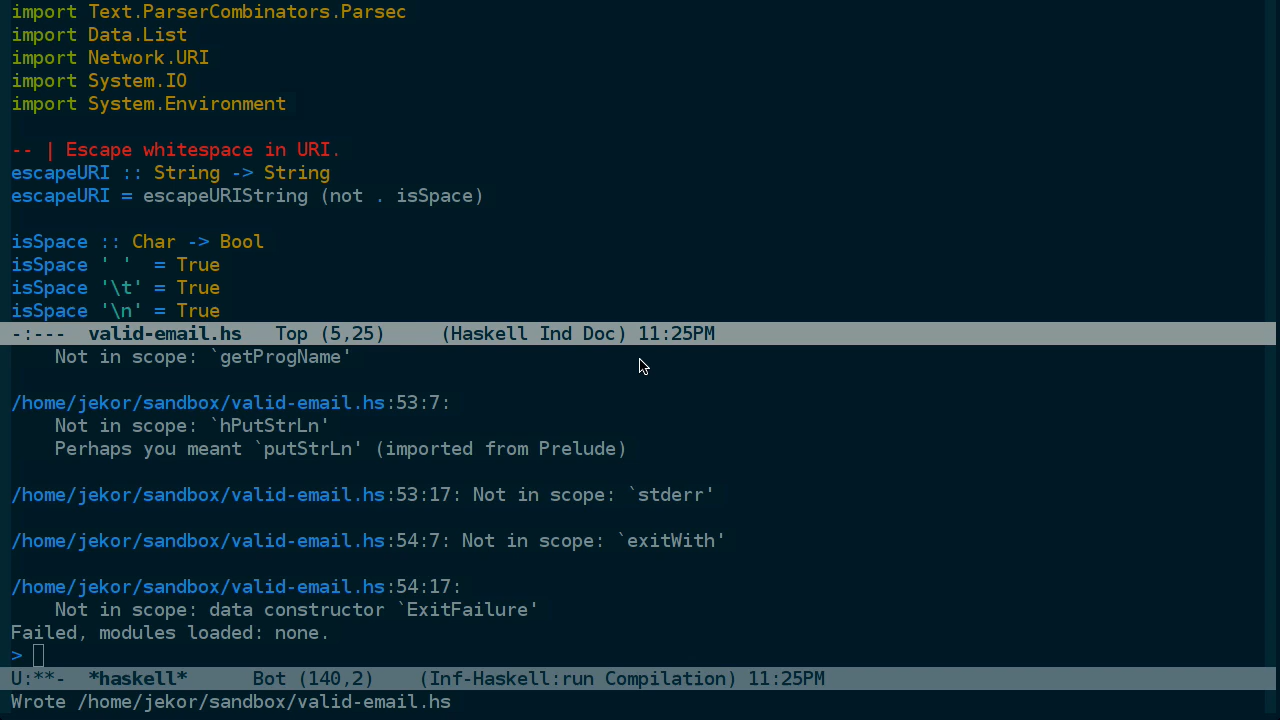 import Text.ParserCombinators.Parsec
import Data.List
import Network.URI
import System.IO
import System.Environment
-- | Escape whitespace in URI.
escapeURI :: String -> String
escapeURI = escapeURIString (not . isSpace)
isSpace :: Char -> Bool
isSpace ' '  = True
isSpace '\t' = True
isSpace '\n' = True
-:---  valid-email.hs   Top (5,25)     (Haskell Ind Doc) 11:25PM
    Not in scope: `getProgName'
/home/jekor/sandbox/valid-email.hs:53:7:
    Not in scope: `hPutStrLn'
    Perhaps you meant `putStrLn' (imported from Prelude)
/home/jekor/sandbox/valid-email.hs:53:17: Not in scope: `stderr'
/home/jekor/sandbox/valid-email.hs:54:7: Not in scope: `exitWith'
/home/jekor/sandbox/valid-email.hs:54:17:
    Not in scope: data constructor `ExitFailure'
Failed, modules loaded: none.
>
U:**-  *haskell*      Bot (140,2)    (Inf-Haskell:run Compilation) 11:25PM
Wrote /home/jekor/sandbox/valid-email.hs